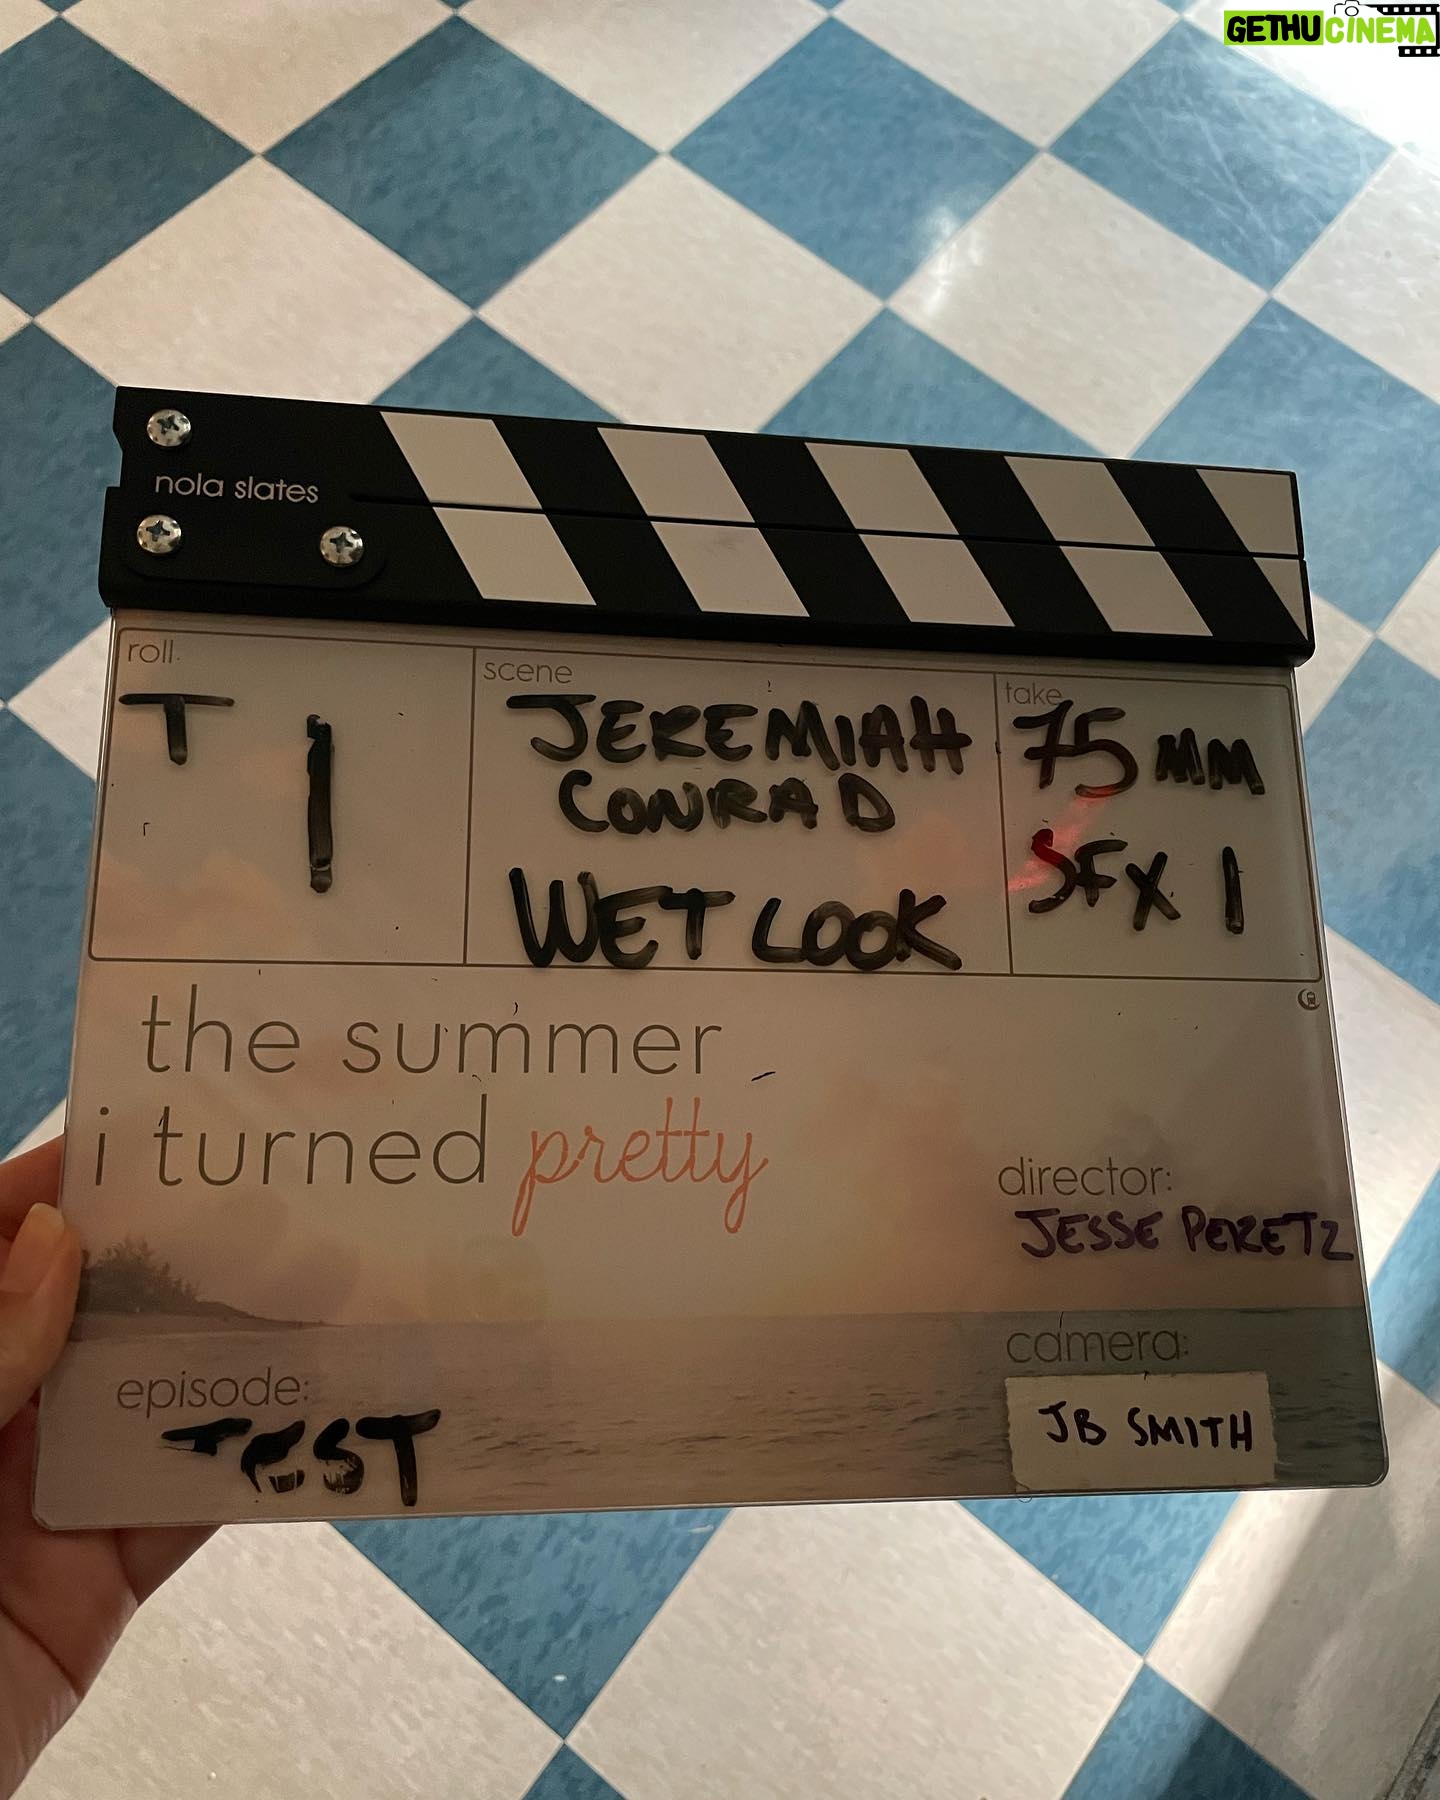 GETHUCINEMA
nola slates
roll
T 1
scene
JEREMIAH
CONRAD
WET LOOK
take
75 MM
SFX 1
the summer
i turned pretty
director:
JESSE PERETZ
camera:
JB SMITH
episode:
TEST